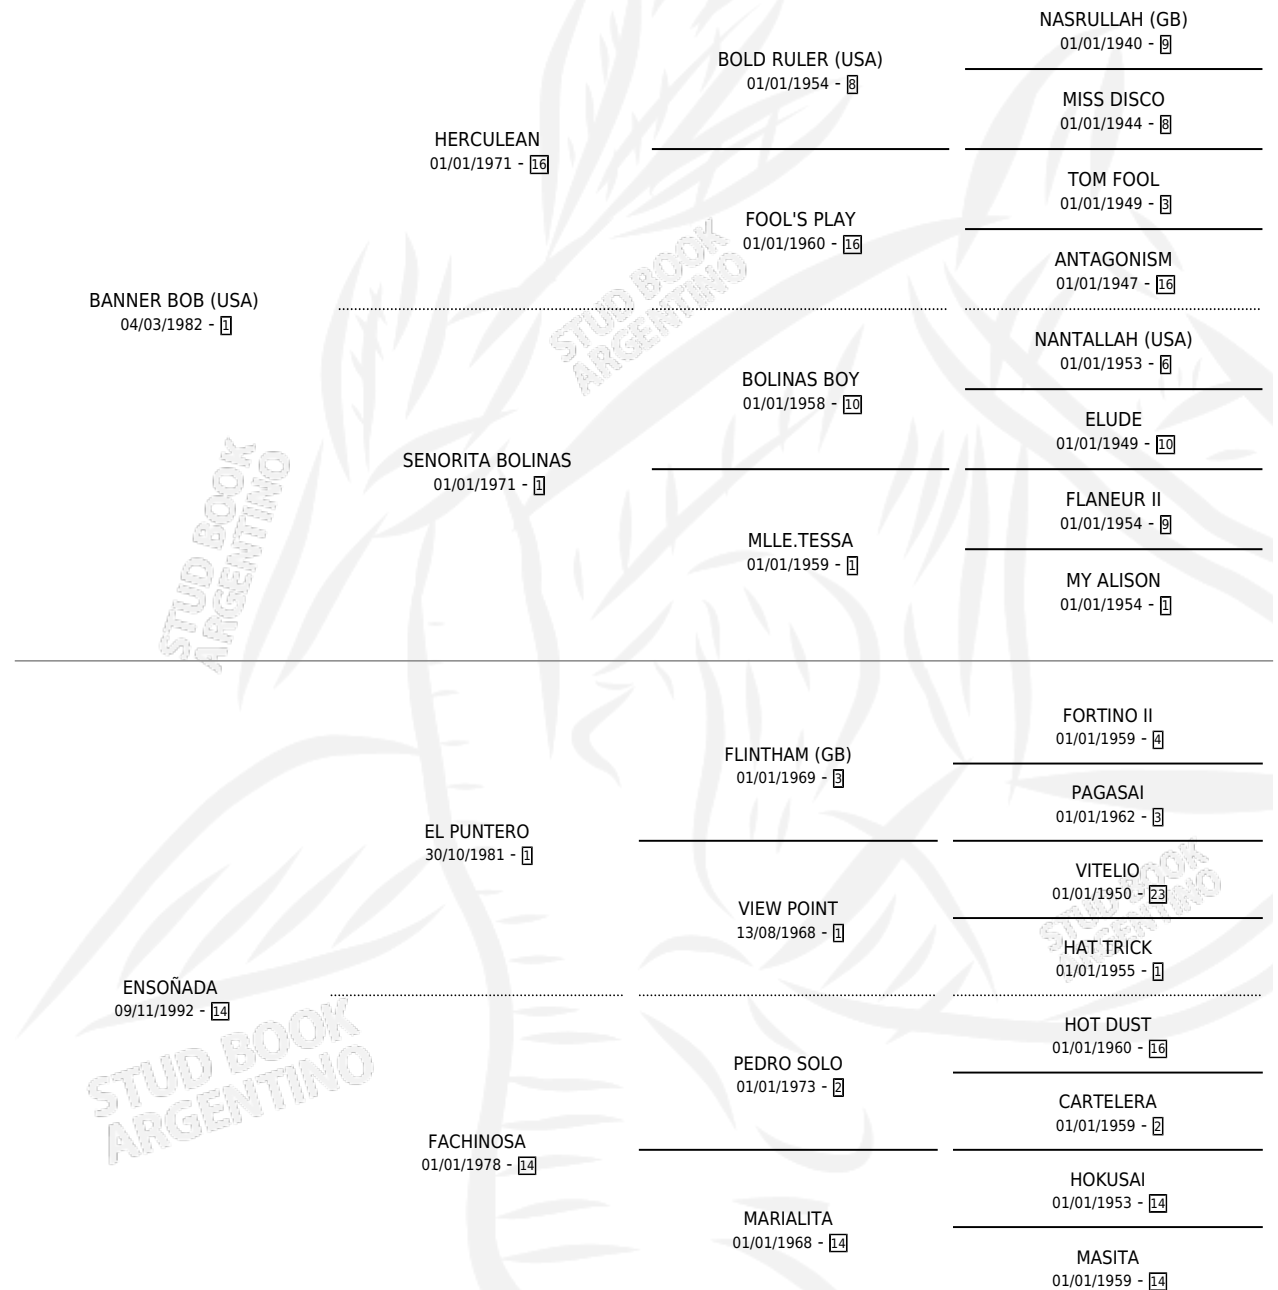 NASRULLAH (GB)
01/01/1940 - 9
BOLD RULER (USA)
01/01/1954 - 8
MISS DISCO
01/01/1944 - 8
HERCULEAN
01/01/1971 - 16
TOM FOOL
01/01/1949 - 3
FOOL'S PLAY
01/01/1960 - 16
ANTAGONISM
01/01/1947 - 16
BANNER BOB (USA)
04/03/1982 - 1
NANTALLAH (USA)
01/01/1953 - 6
BOLINAS BOY
01/01/1958 - 10
ELUDE
01/01/1949 - 10
SENORITA BOLINAS
01/01/1971 - 1
FLANEUR II
01/01/1954 - 9
MLLE.TESSA
01/01/1959 - 1
MY ALISON
01/01/1954 - 1
FORTINO II
01/01/1959 - 4
FLINTHAM (GB)
01/01/1969 - 3
PAGASAI
01/01/1962 - 3
EL PUNTERO
30/10/1981 - 1
VITELIO
01/01/1950 - 23
VIEW POINT
13/08/1968 - 1
HAT TRICK
01/01/1955 - 1
ENSOÑADA
09/11/1992 - 14
HOT DUST
01/01/1960 - 16
PEDRO SOLO
01/01/1973 - 2
CARTELERA
01/01/1959 - 2
FACHINOSA
01/01/1978 - 14
HOKUSAI
01/01/1953 - 14
MARIALITA
01/01/1968 - 14
MASITA
01/01/1959 - 14
STUD BOOK
ARGENTINO
STUD BOOK
ARGENTINO
STUD BOOK
ARGENTINO
STUD BOOK
ARGENTINO